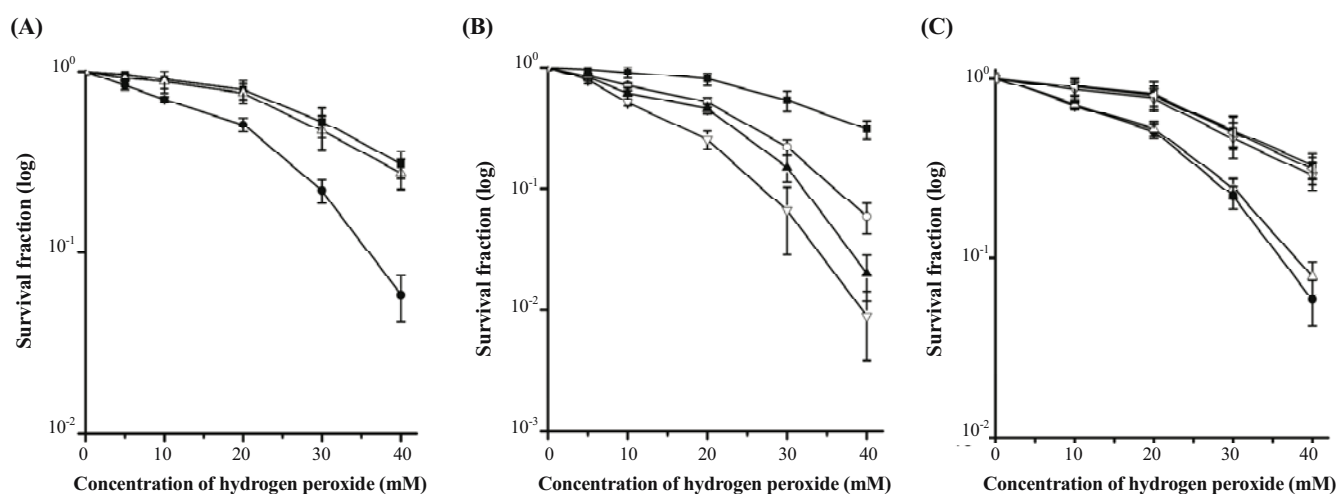 (A)
(B)
(C)
Survival fraction (log)
10^0
10^-1
10^-2
0 10 20 30 40
Concentration of hydrogen peroxide (mM)
Survival fraction (log)
10^0
10^-1
10^-2
10^-3
0 10 20 30 40
Concentration of hydrogen peroxide (mM)
Survival fraction (log)
10^0
10^-1
10^-2
0 10 20 30 40
Concentration of hydrogen peroxide (mM)